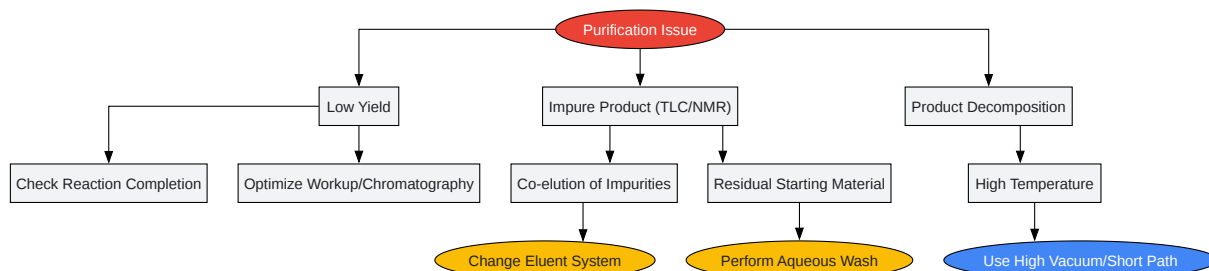 Purification Issue
Low Yield
Impure Product (TLC/NMR)
Product Decomposition
Check Reaction Completion
Optimize Workup/Chromatography
Co-elution of Impurities
Residual Starting Material
High Temperature
Change Eluent System
Perform Aqueous Wash
Use High Vacuum/Short Path